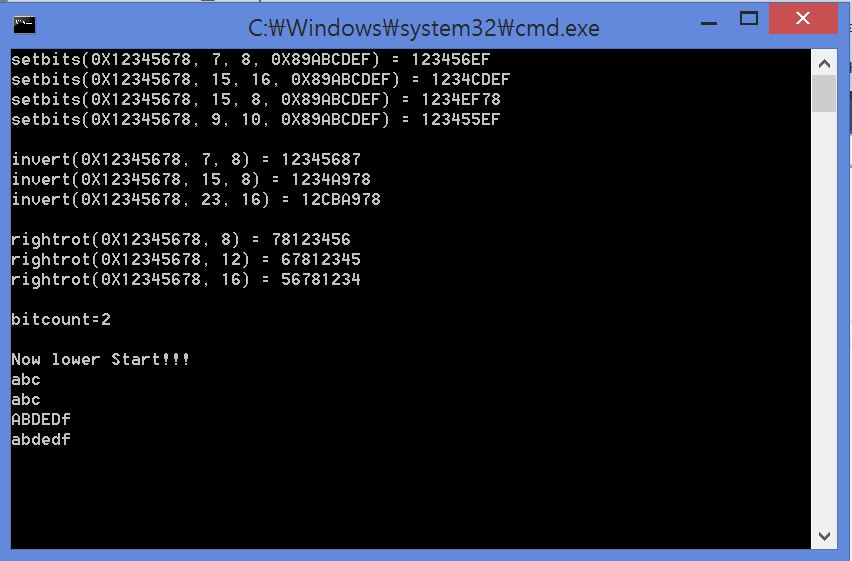 C:₩Windows₩system32₩cmd.exe
setbits(0X12345678, 7, 8, 0X89ABCDEF) = 123456EF
setbits(0X12345678, 15, 16, 0X89ABCDEF) = 1234CDEF
setbits(0X12345678, 15, 8, 0X89ABCDEF) = 1234EF78
setbits(0X12345678, 9, 10, 0X89ABCDEF) = 123455EF
invert(0X12345678, 7, 8) = 12345687
invert(0X12345678, 15, 8) = 1234A978
invert(0X12345678, 23, 16) = 12CBA978
rightrot(0X12345678, 8) = 78123456
rightrot(0X12345678, 12) = 67812345
rightrot(0X12345678, 16) = 56781234
bitcount=2
Now lower Start!!!
abc
abc
ABDEDf
abdedf